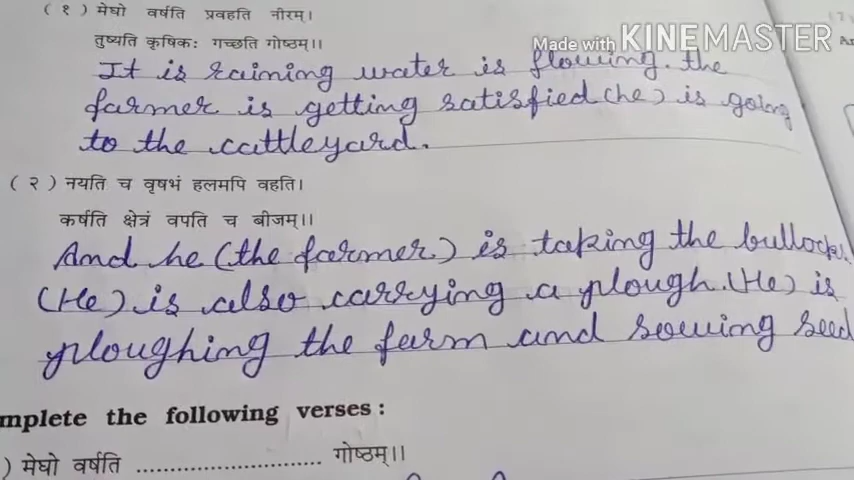 ( १ ) मेघो वर्षति प्रवहति नीरम्।
तुष्यति कृषिकः गच्छति गोष्ठम्।।
Made with KINEMASTER
It is raining water is flowing. the
farmer is getting satisfied (he) is going
to the cattleyard.
( २ ) नयति च वृषभं हलमपि वहति।
कर्षति क्षेत्रं वपति च बीजम्।।
And he (the farmer) is taking the bullocks.
(He) is also carrying a plough. (He) is
ploughing the farm and sowing seed
mplete the following verses :
) मेघो वर्षति ............................ गोष्ठम्।।